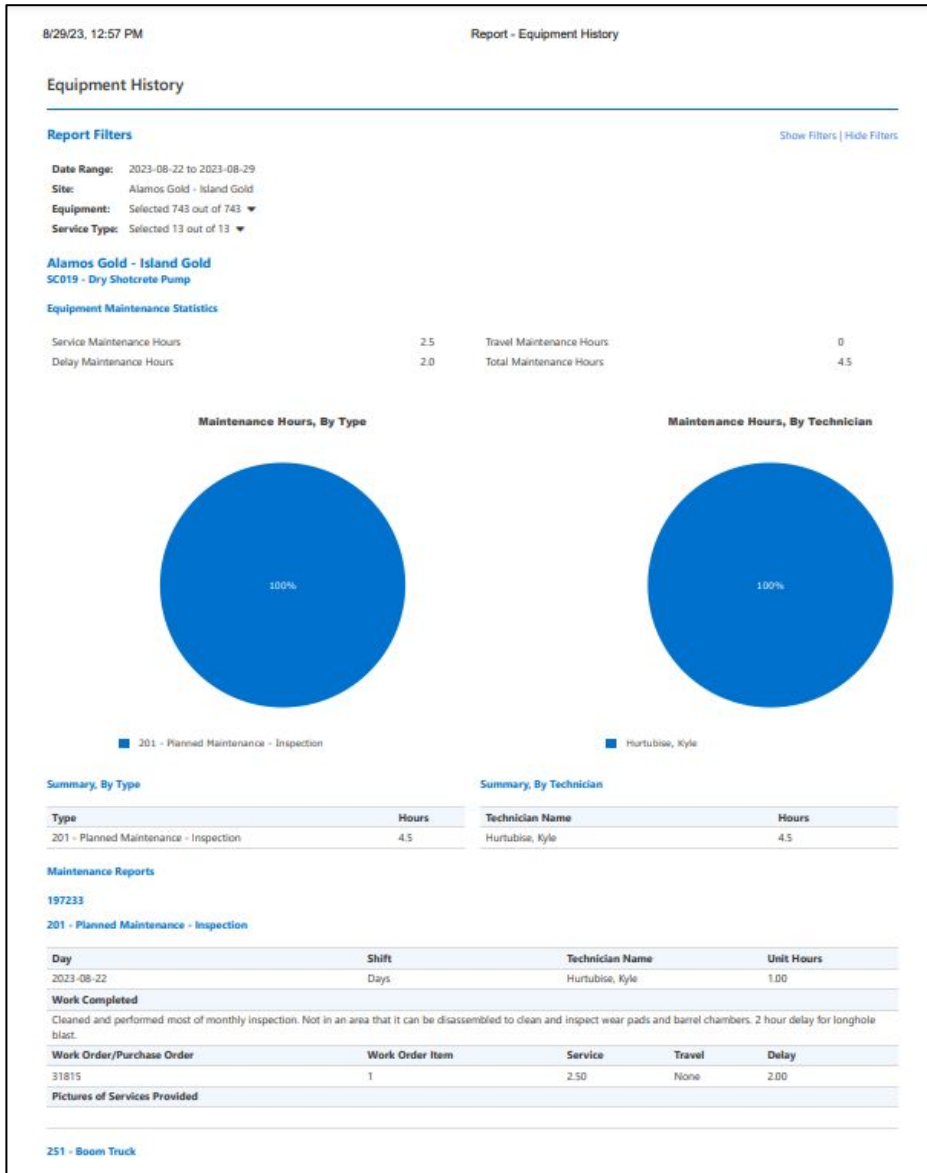 8/29/23, 12:57 PM Report - Equipment History
Equipment History
Report Filters Show Filters | Hide Filters
Date Range: 2023-08-22 to 2023-08-29
Site: Alamos Gold - Island Gold
Equipment: Selected 743 out of 743 ▼
Service Type: Selected 13 out of 13 ▼
Alamos Gold - Island Gold
SC019 - Dry Shotcrete Pump
Equipment Maintenance Statistics
Service Maintenance Hours 2.5 Travel Maintenance Hours 0
Delay Maintenance Hours 2.0 Total Maintenance Hours 4.5
Maintenance Hours, By Type Maintenance Hours, By Technician
100% 100%
201 - Planned Maintenance - Inspection Hurtubise, Kyle
Summary, By Type Summary, By Technician
Type Hours Technician Name Hours
201 - Planned Maintenance - Inspection 4.5 Hurtubise, Kyle 4.5
Maintenance Reports
197233
201 - Planned Maintenance - Inspection
Day Shift Technician Name Unit Hours
2023-08-22 Days Hurtubise, Kyle 1.00
Work Completed
Cleaned and performed most of monthly inspection. Not in an area that it can be disassembled to clean and inspect wear pads and barrel chambers. 2 hour delay for longhole
blast.
Work Order/Purchase Order Work Order Item Service Travel Delay
31815 1 2.50 None 2.00
Pictures of Services Provided
251 - Boom Truck